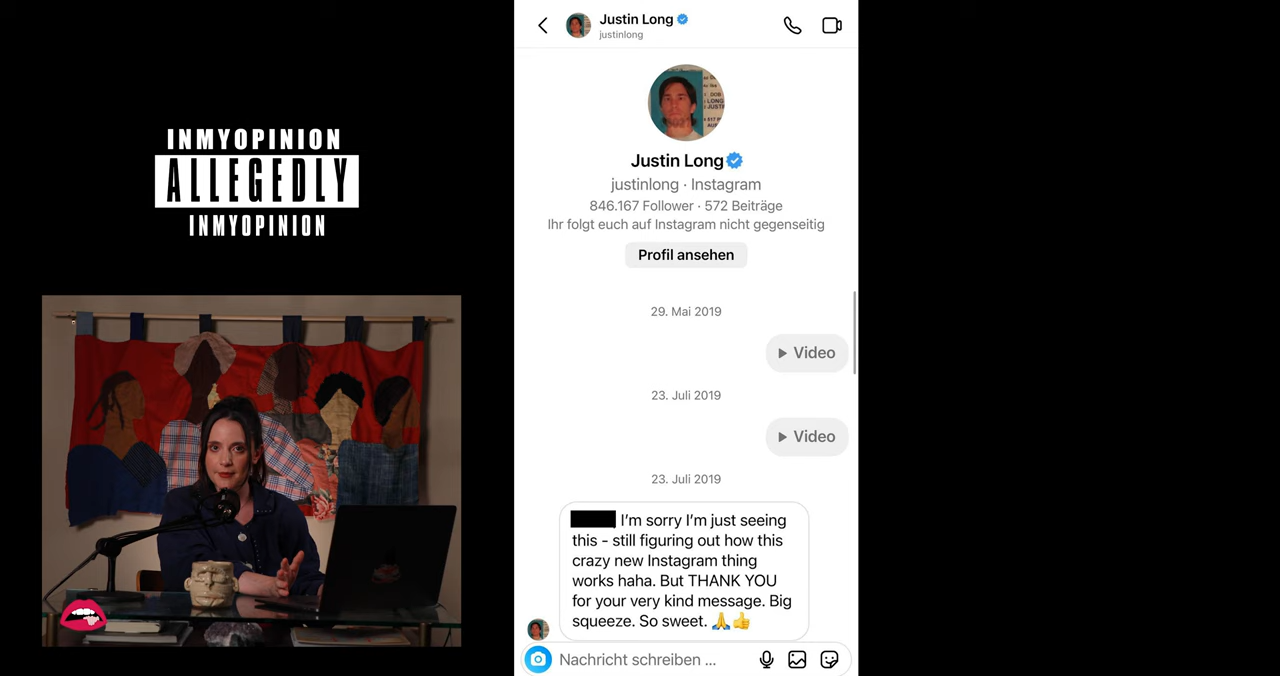 INMYOPINION
ALLEGEDLY
INMYOPINION
Justin Long
justinlong
Justin Long
justinlong · Instagram
846.167 Follower · 572 Beiträge
Ihr folgt euch auf Instagram nicht gegenseitig
Profil ansehen
29. Mai 2019
Video
23. Juli 2019
Video
23. Juli 2019
I'm sorry I'm just seeing
this - still figuring out how this
crazy new Instagram thing
works haha. But THANK YOU
for your very kind message. Big
squeeze. So sweet. 🙏👍
Nachricht schreiben ...